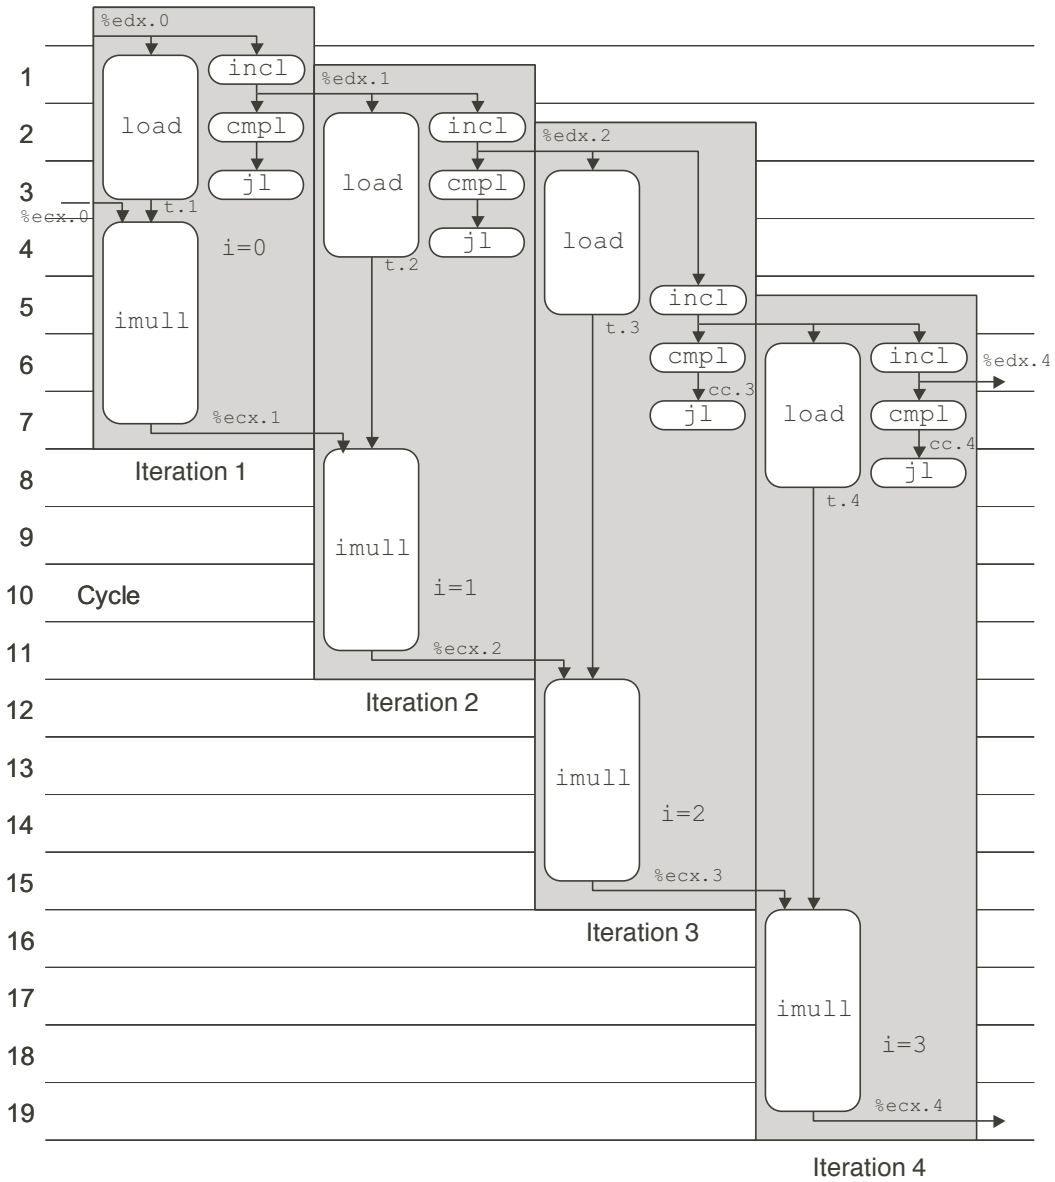 %edx.0
1
incl
%edx.1
load
2
cmpl
incl
%edx.2
load
3
jl
cmpl
t.1
load
%ecx.0
4
i=0
jl
t.2
5
incl
imull
t.3
6
cmpl
incl
%edx.4
cc.3
7
%ecx.1
jl
load
cmpl
cc.4
Iteration 1
8
jl
t.4
9
imull
10
Cycle
i=1
11
%ecx.2
Iteration 2
12
13
imull
14
i=2
15
%ecx.3
16
Iteration 3
17
imull
18
i=3
19
%ecx.4
Iteration 4